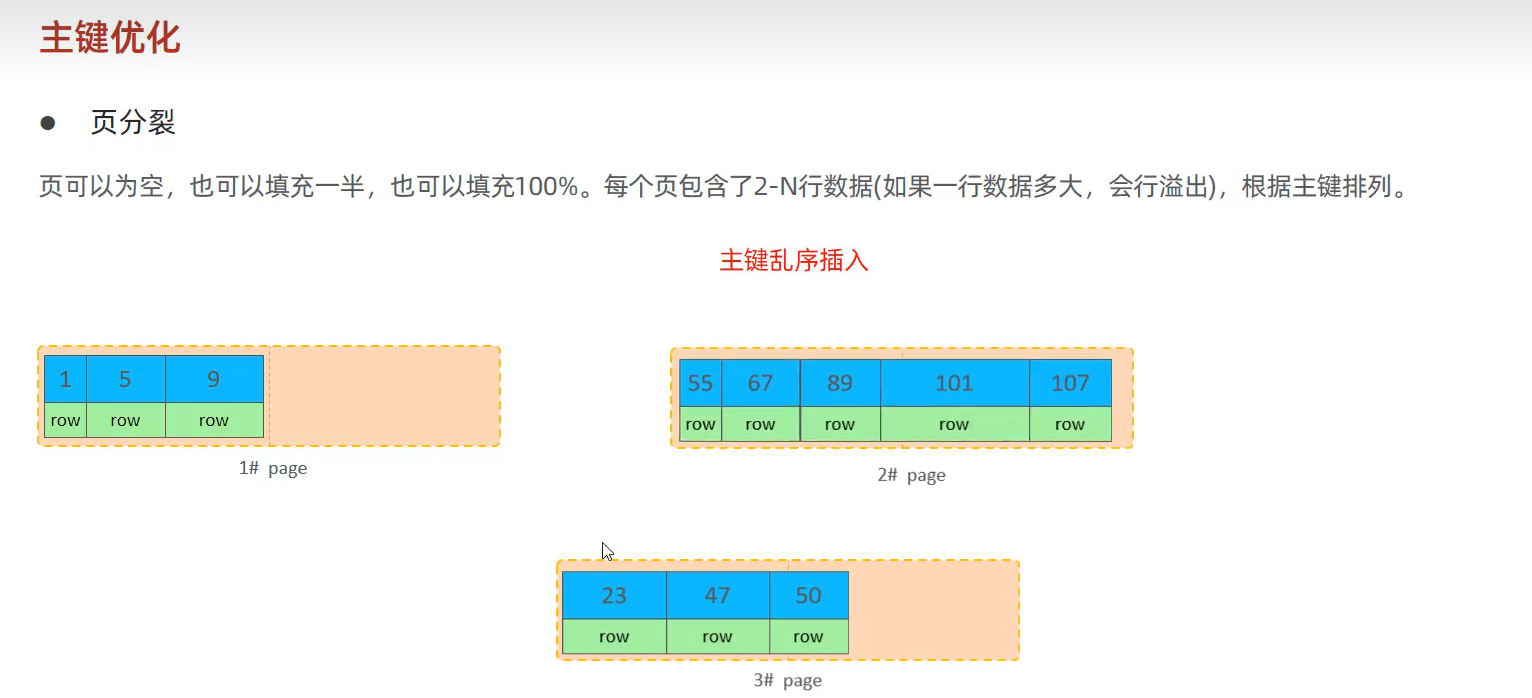 主键优化
● 页分裂
页可以为空，也可以填充一半，也可以填充100%。每个页包含了2-N行数据(如果一行数据多大，会行溢出)，根据主键排列。
主键乱序插入
1 5 9
row row row
1# page
55 67 89 101 107
row row row row row
2# page
23 47 50
row row row
3# page